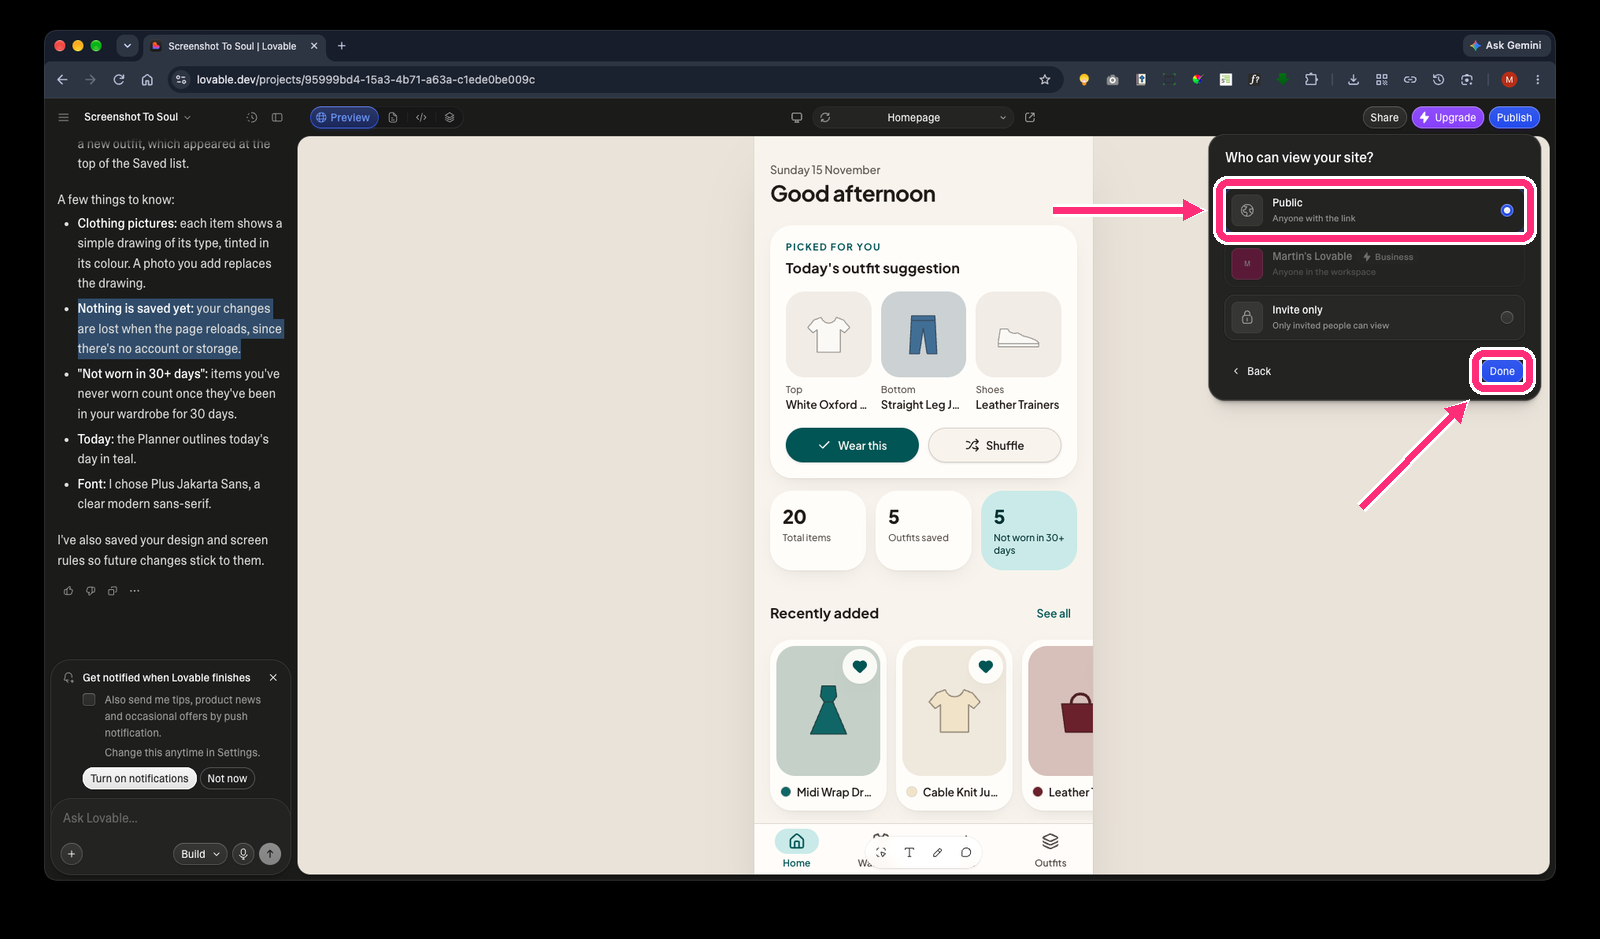 Screenshot To Soul | Lovable
Ask Gemini
lovable.dev/projects/95999bd4-15a3-4b71-a63a-c1ede0be009c
M
Screenshot To Soul
Preview
Homepage
Share
Upgrade
Publish
a new outfit, which appeared at the
top of the Saved list.
A few things to know:
Clothing pictures: each item shows a
simple drawing of its type, tinted in
its colour. A photo you add replaces
the drawing.
Nothing is saved yet: your changes
are lost when the page reloads, since
there's no account or storage.
"Not worn in 30+ days": items you've
never worn count once they've been
in your wardrobe for 30 days.
Today: the Planner outlines today's
day in teal.
Font: I chose Plus Jakarta Sans, a
clear modern sans-serif.
I've also saved your design and screen
rules so future changes stick to them.
Get notified when Lovable finishes
Also send me tips, product news
and occasional offers by push
notification.
Change this anytime in Settings.
Turn on notifications
Not now
Ask Lovable...
Build
Sunday 15 November
Good afternoon
PICKED FOR YOU
Today's outfit suggestion
Top
White Oxford ...
Bottom
Straight Leg J...
Shoes
Leather Trainers
Wear this
Shuffle
20
Total items
5
Outfits saved
5
Not worn in 30+
days
Recently added
See all
Midi Wrap Dr...
Cable Knit Ju...
Leather
Home
Outfits
Who can view your site?
Public
Anyone with the link
M
Martin's Lovable
Business
Anyone in the workspace
Invite only
Only invited people can view
Back
Done